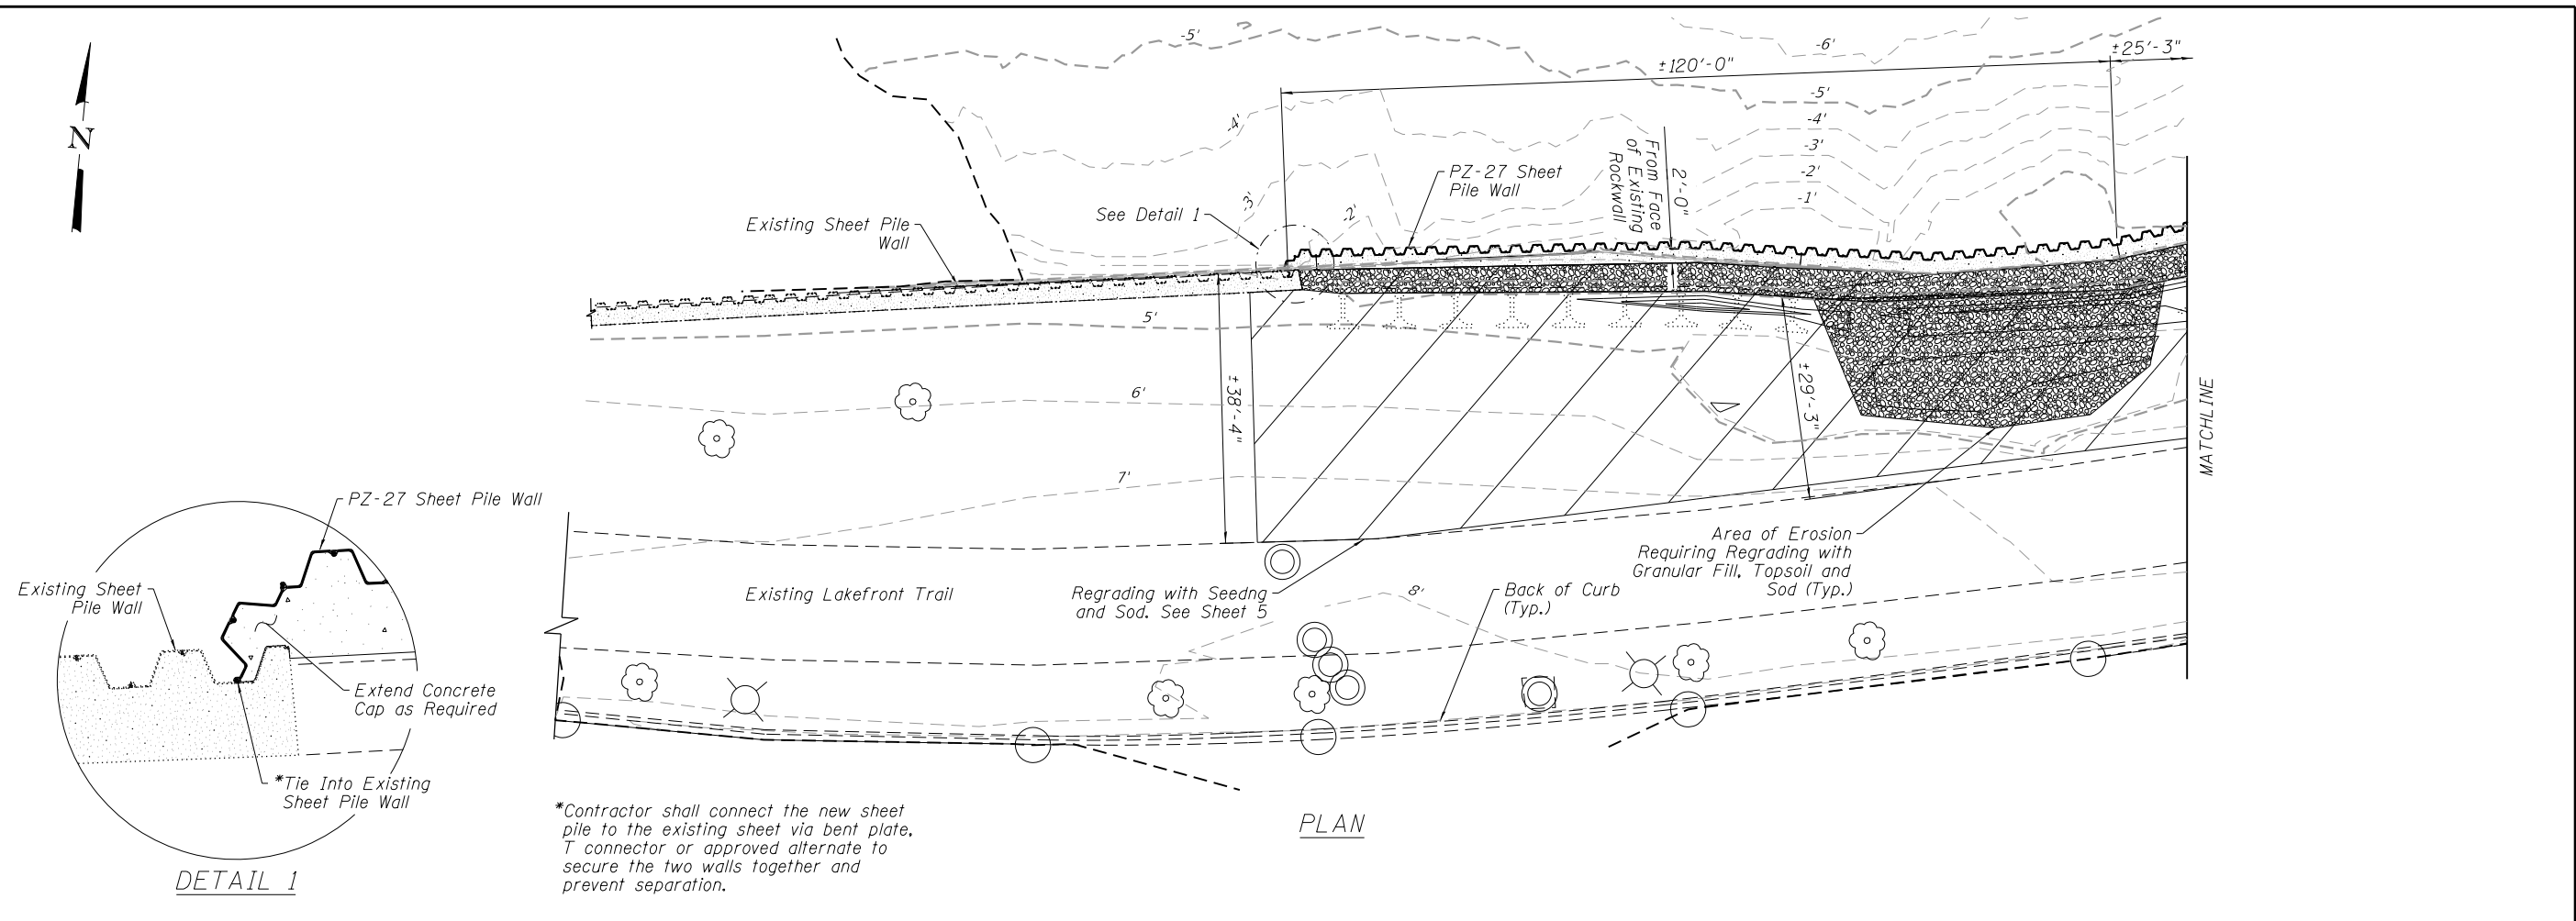 N
-5'
-6'
±25'-3"
±120'-0"
-5'
-4'
-4'
-3'
-2'
-1'
From Face
of Existing
Rockwall
2'-0"
PZ-27 Sheet
Pile Wall
See Detail 1
-3'
-2'
Existing Sheet Pile
Wall
5'
6'
7'
±38'-4"
±29'-3"
MATCHLINE
Existing Lakefront Trail
Regrading with Seedng
and Sod. See Sheet 5
8'
Back of Curb
(Typ.)
Area of Erosion
Requiring Regrading with
Granular Fill, Topsoil and
Sod (Typ.)
PZ-27 Sheet Pile Wall
Existing Sheet
Pile Wall
Extend Concrete
Cap as Required
*Tie Into Existing
Sheet Pile Wall
DETAIL 1
*Contractor shall connect the new sheet
pile to the existing sheet via bent plate,
T connector or approved alternate to
secure the two walls together and
prevent separation.
PLAN